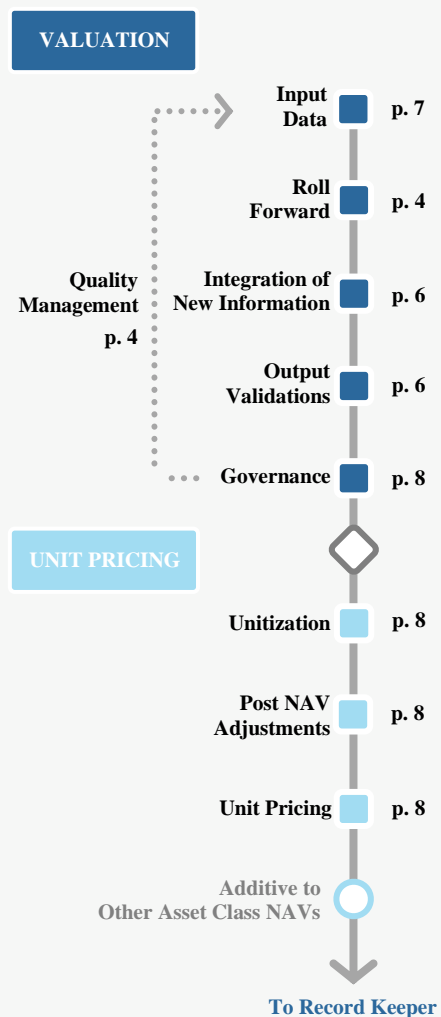 VALUATION
Input
Data
p. 7
Roll
Forward
p. 4
Quality
Management
p. 4
Integration of
New Information
p. 6
Output
Validations
p. 6
Governance
p. 8
UNIT PRICING
Unitization
p. 8
Post NAV
Adjustments
p. 8
Unit Pricing
p. 8
Additive to
Other Asset Class NAVs
To Record Keeper